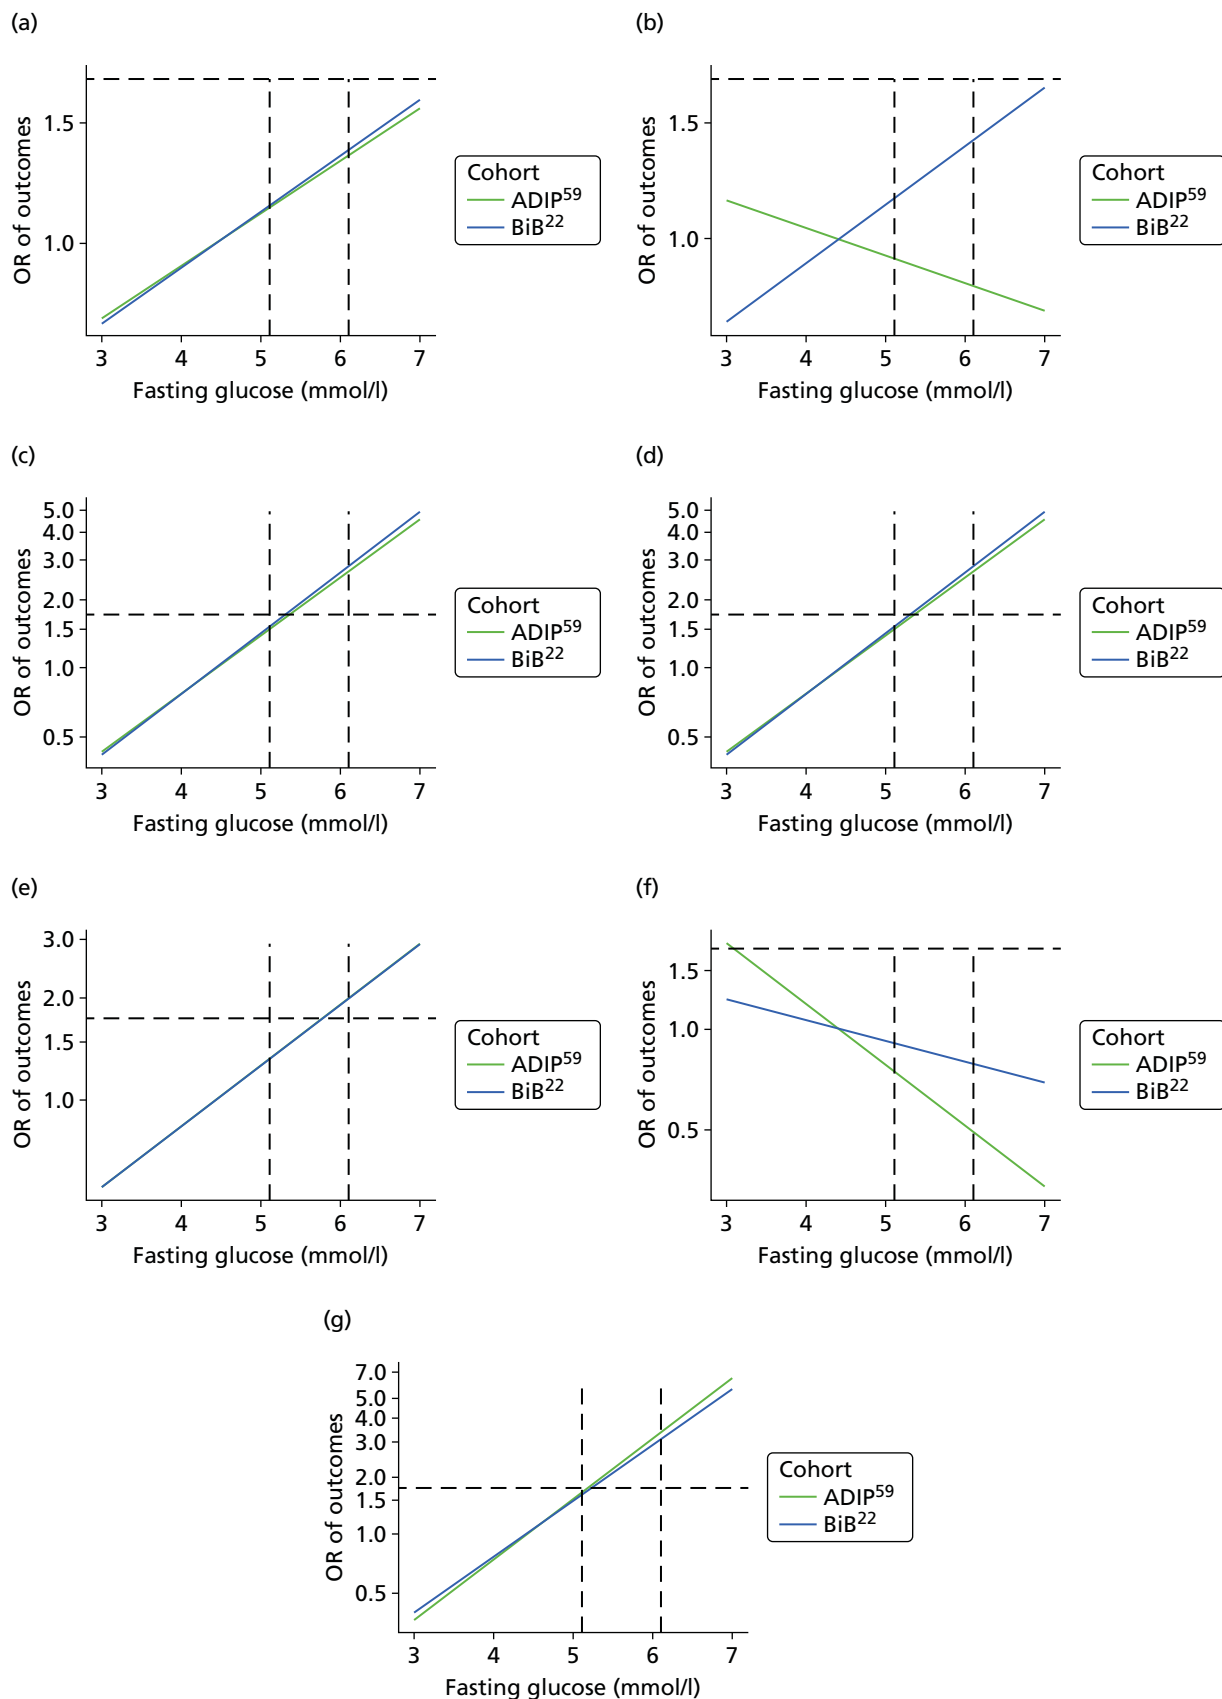 (a)
OR of outcomes
1.5
1.0
3 4 5 6 7
Fasting glucose (mmol/l)
Cohort
ADIP59
BiB22
(b)
OR of outcomes
1.5
1.0
3 4 5 6 7
Fasting glucose (mmol/l)
Cohort
ADIP59
BiB22
(c)
OR of outcomes
5.0
4.0
3.0
2.0
1.5
1.0
0.5
3 4 5 6 7
Fasting glucose (mmol/l)
Cohort
ADIP59
BiB22
(d)
OR of outcomes
5.0
4.0
3.0
2.0
1.5
1.0
0.5
3 4 5 6 7
Fasting glucose (mmol/l)
Cohort
ADIP59
BiB22
(e)
OR of outcomes
3.0
2.0
1.5
1.0
3 4 5 6 7
Fasting glucose (mmol/l)
Cohort
ADIP59
BiB22
(f)
OR of outcomes
1.5
1.0
0.5
3 4 5 6 7
Fasting glucose (mmol/l)
Cohort
ADIP59
BiB22
(g)
OR of outcomes
7.0
5.0
4.0
3.0
2.0
1.5
1.0
0.5
3 4 5 6 7
Fasting glucose (mmol/l)
Cohort
ADIP59
BiB22